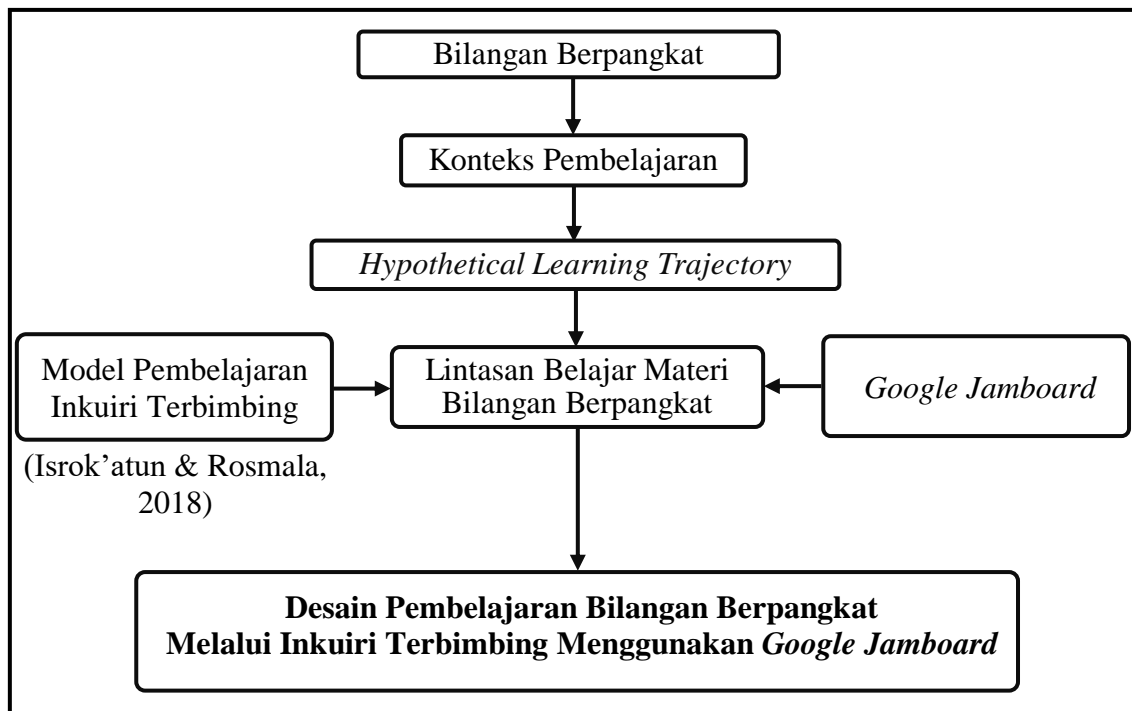 Bilangan Berpangkat
Konteks Pembelajaran
Hypothetical Learning Trajectory
Model Pembelajaran
Inkuiri Terbimbing
(Isrok’atun & Rosmala,
2018)
Lintasan Belajar Materi
Bilangan Berpangkat
Google Jamboard
Desain Pembelajaran Bilangan Berpangkat
Melalui Inkuiri Terbimbing Menggunakan Google Jamboard